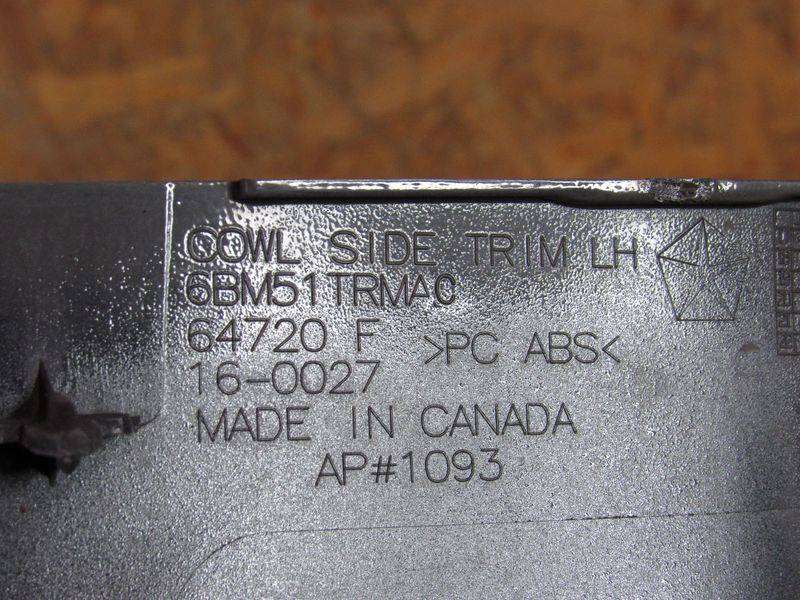 COWL SIDE TRIM LH
6BM51TRMAC
64720 F >PC ABS<
16-0027
MADE IN CANADA
AP#1093